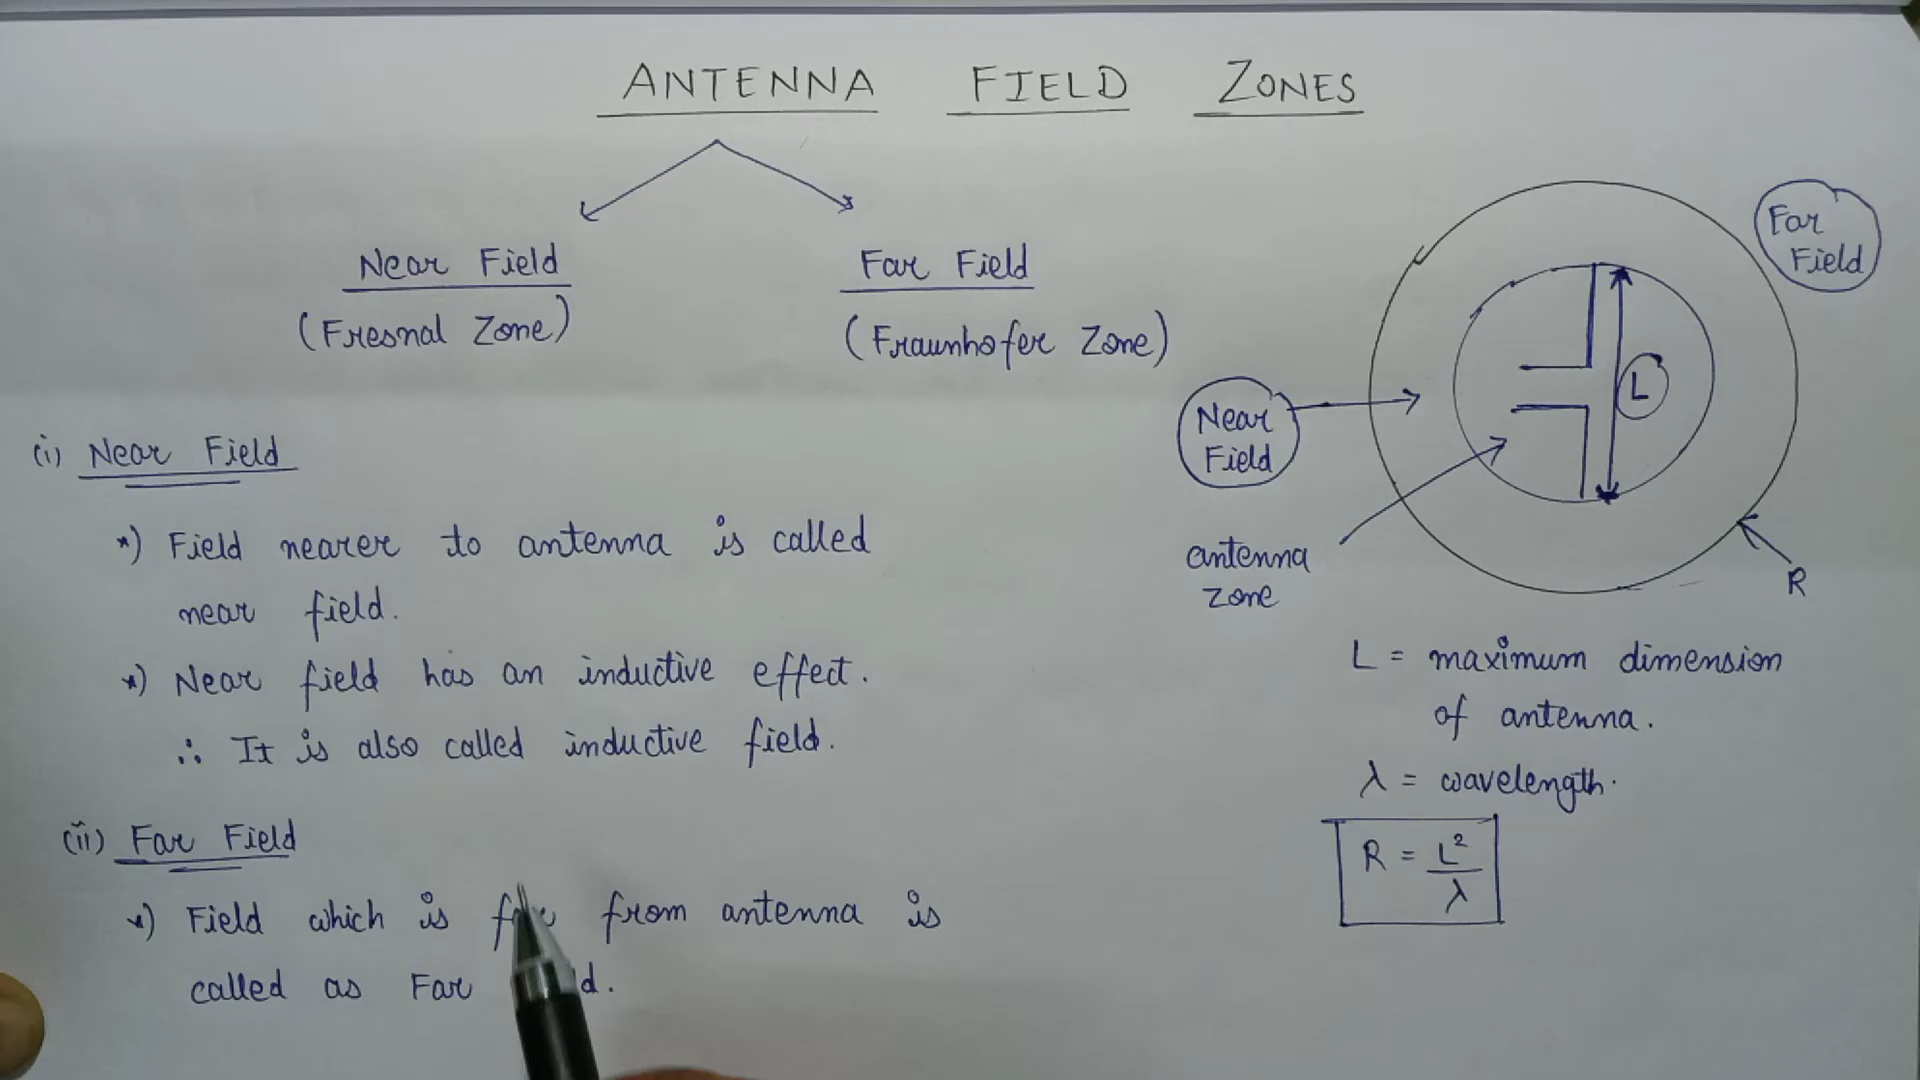 ANTENNA FIELD ZONES
Near Field
(Fresnal Zone)
Far Field
(Fraunhofer Zone)
(i) Near Field
*) Field nearer to antenna is called
near field.
*) Near field has an inductive effect.
∴ It is also called inductive field.
(ii) Far Field
*) Field which is from antenna is
called as Far
Far
Field
L
Near
Field
antenna
zone
R
L = maximum dimension
of antenna.
λ = wavelength.
R = L²/λ